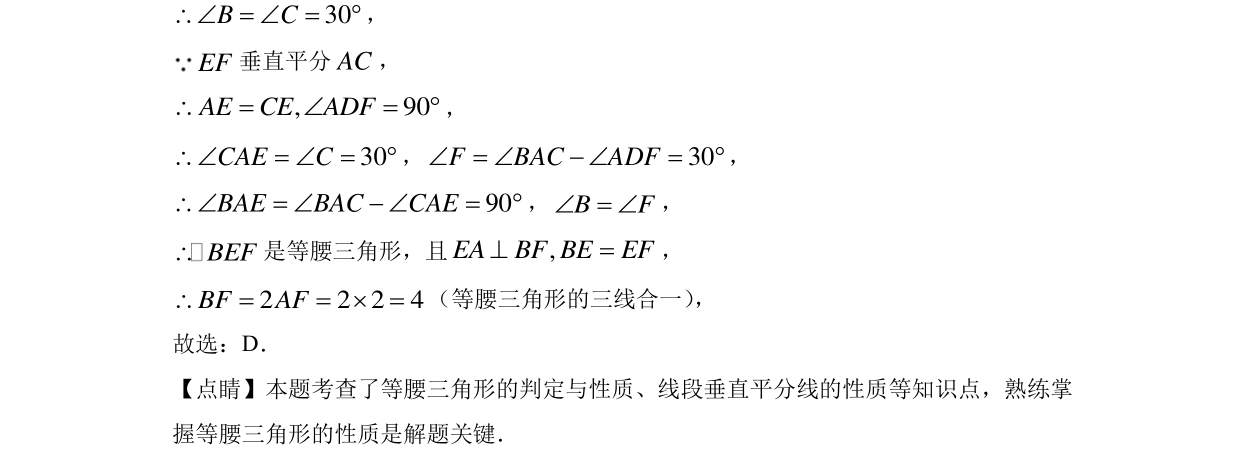 ∴∠B=∠C=30°，
∵EF 垂直平分 AC，
∴AE=CE,∠ADF=90°，
∴∠CAE=∠C=30°，∠F=∠BAC−∠ADF=30°，
∴∠BAE=∠BAC−∠CAE=90°，∠B=∠F，
∴□BEF 是等腰三角形，且 EA⊥BF,BE=EF，
∴BF=2AF=2×2=4（等腰三角形的三线合一），
故选：D．
【点睛】本题考查了等腰三角形的判定与性质、线段垂直平分线的性质等知识点，熟练掌
握等腰三角形的性质是解题关键．